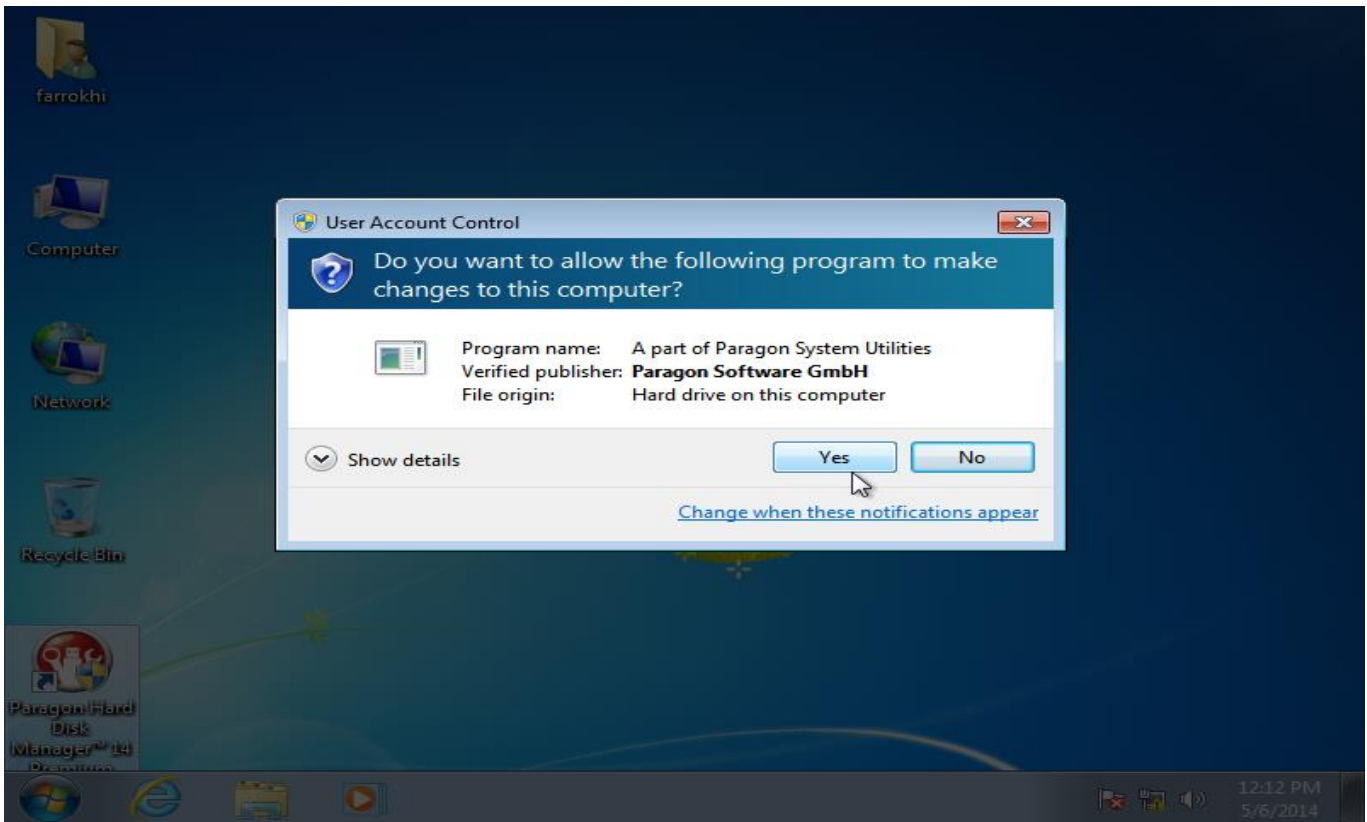 farrokhi
Computer
Network
Recycle Bin
Paragon Hard
Disk
Manager™ 14
Premium
User Account Control
Do you want to allow the following program to make
changes to this computer?
Program name: A part of Paragon System Utilities
Verified publisher: Paragon Software GmbH
File origin: Hard drive on this computer
Show details
Yes
No
Change when these notifications appear
12:12 PM
5/6/2014